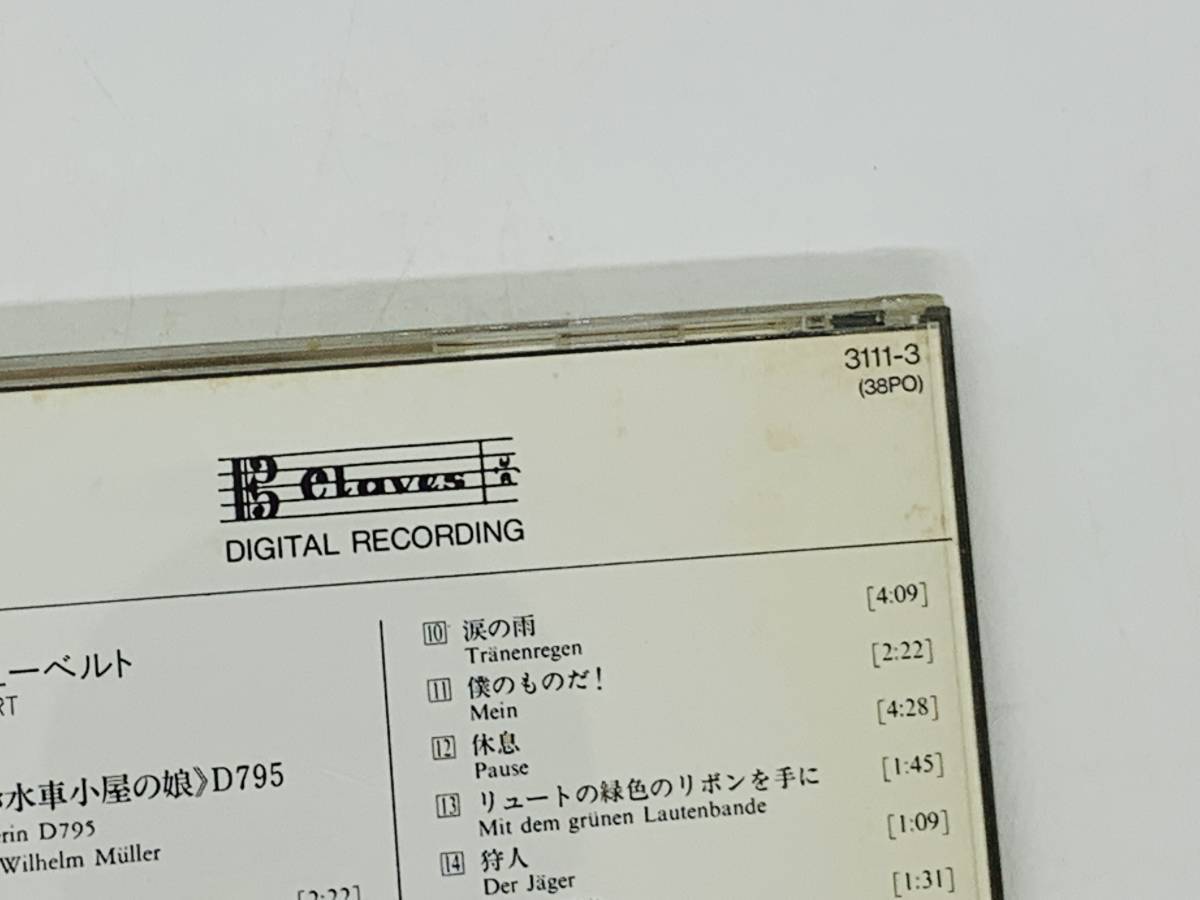 3111-3
(38PO)
Claves
DIGITAL RECORDING
ーベルト
RT
水車小屋の娘》D795
rin D795
Wilhelm Müller
[2:22]
10 涙の雨 [4:09]
Tränenregen
11 僕のものだ! [2:22]
Mein
12 休息 [4:28]
Pause
13 リュートの緑色のリボンを手に [1:45]
Mit dem grünen Lautenbande
14 狩人 [1:09]
Der Jäger
[1:31]